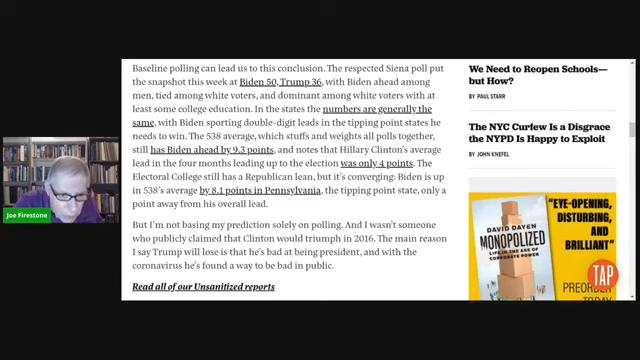 Baseline polling can lead us to this conclusion. The respected Siena poll put
the snapshot this week at Biden 50, Trump 36, with Biden ahead among
men, tied among white voters, and dominant among white voters with at
least some college education. In the states the numbers are generally the
same, with Biden sporting double-digit leads in the tipping point states he
needs to win. The 538 average, which stuffs and weights all polls together,
still has Biden ahead by 9.3 points, and notes that Hillary Clinton's average
lead in the four months leading up to the election was only 4 points. The
Electoral College still has a Republican lean, but it's converging: Biden is up
in 538's average by 8.1 points in Pennsylvania, the tipping point state, only a
point away from his overall lead.
But I'm not basing my prediction solely on polling. And I wasn't someone
who publicly claimed that Clinton would triumph in 2016. The main reason
I say Trump will lose is that he's bad at being president, and with the
coronavirus he's found a way to be bad in public.
Read all of our Unsanitized reports
We Need to Reopen Schools—
but How?
BY PAUL STARR
The NYC Curfew Is a Disgrace
the NYPD Is Happy to Exploit
BY JOHN KNEFEL
DAVID DAYEN
MONOPOLIZED
LIFE IN THE AGE OF
CORPORATE POWER
"EYE-OPENING,
DISTURBING,
AND
BRILLIANT"
TAP
PREORDER
TODAY
Joe Firestone